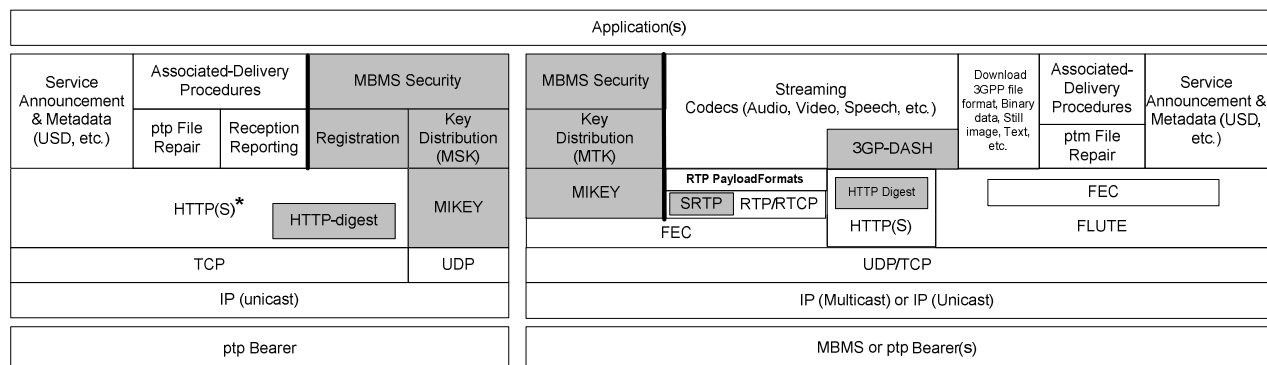 Application(s)
Service
Announcement
& Metadata
(USD, etc.)
Associated-Delivery
Procedures
ptp File
Repair
Reception
Reporting
MBMS Security
Registration
Key
Distribution
(MSK)
HTTP(S)*
HTTP-digest
MIKEY
TCP
UDP
IP (unicast)
ptp Bearer
MBMS Security
Key
Distribution
(MTK)
MIKEY
Streaming
Codecs (Audio, Video, Speech, etc.)
3GP-DASH
Download
3GPP file
format, Binary
data, Still
image, Text,
etc.
Associated-
Delivery
Procedures
ptm File
Repair
Service
Announcement &
Metadata (USD,
etc.)
RTP PayloadFormats
SRTP
RTP/RTCP
FEC
HTTP Digest
HTTP(S)
FEC
FLUTE
UDP/TCP
IP (Multicast) or IP (Unicast)
MBMS or ptp Bearer(s)